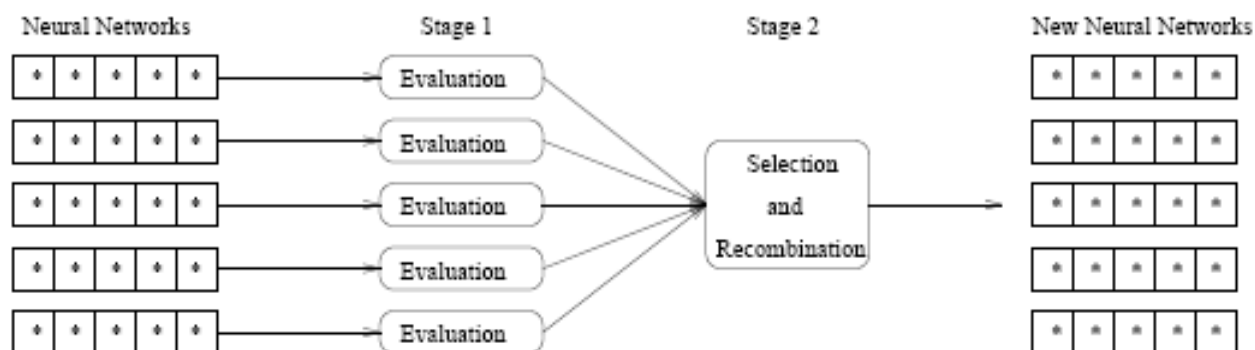 Neural Networks Stage 1 Stage 2 New Neural Networks
* * * * * Evaluation * * * * *
* * * * * Evaluation * * * * *
Selection
* * * * * Evaluation and * * * * *
Recombination
* * * * * Evaluation * * * * *
* * * * * Evaluation * * * * *